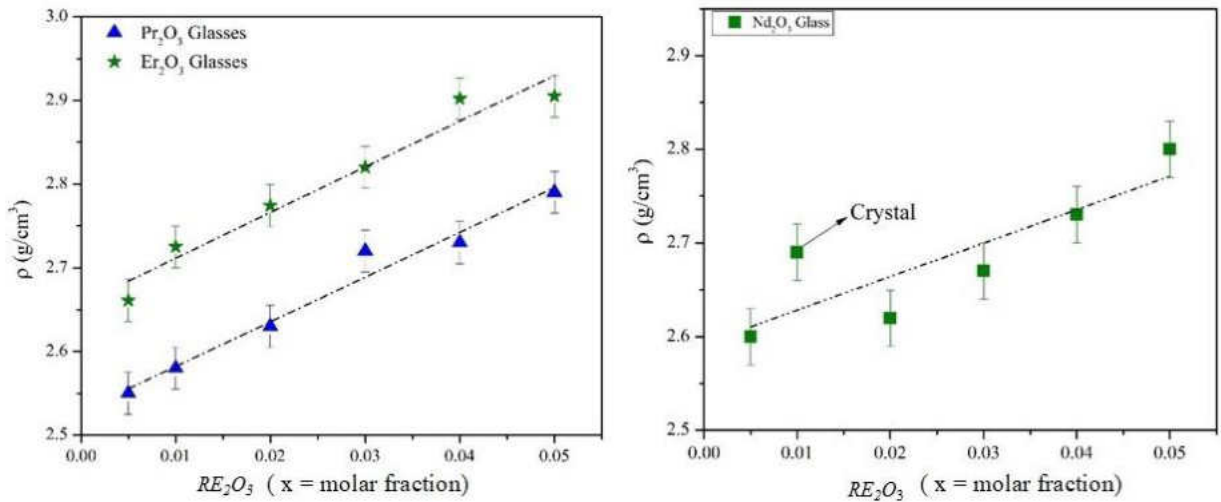 3.0
2.9
2.8
2.7
2.6
2.5
ρ (g/cm³)
Pr₂O₃ Glasses
Er₂O₃ Glasses
0.00 0.01 0.02 0.03 0.04 0.05
RE₂O₃ ( x = molar fraction)
2.9
2.8
2.7
2.6
2.5
ρ (g/cm³)
Nd₂O₃ Glass
Crystal
0.00 0.01 0.02 0.03 0.04 0.05
RE₂O₃ ( x = molar fraction)